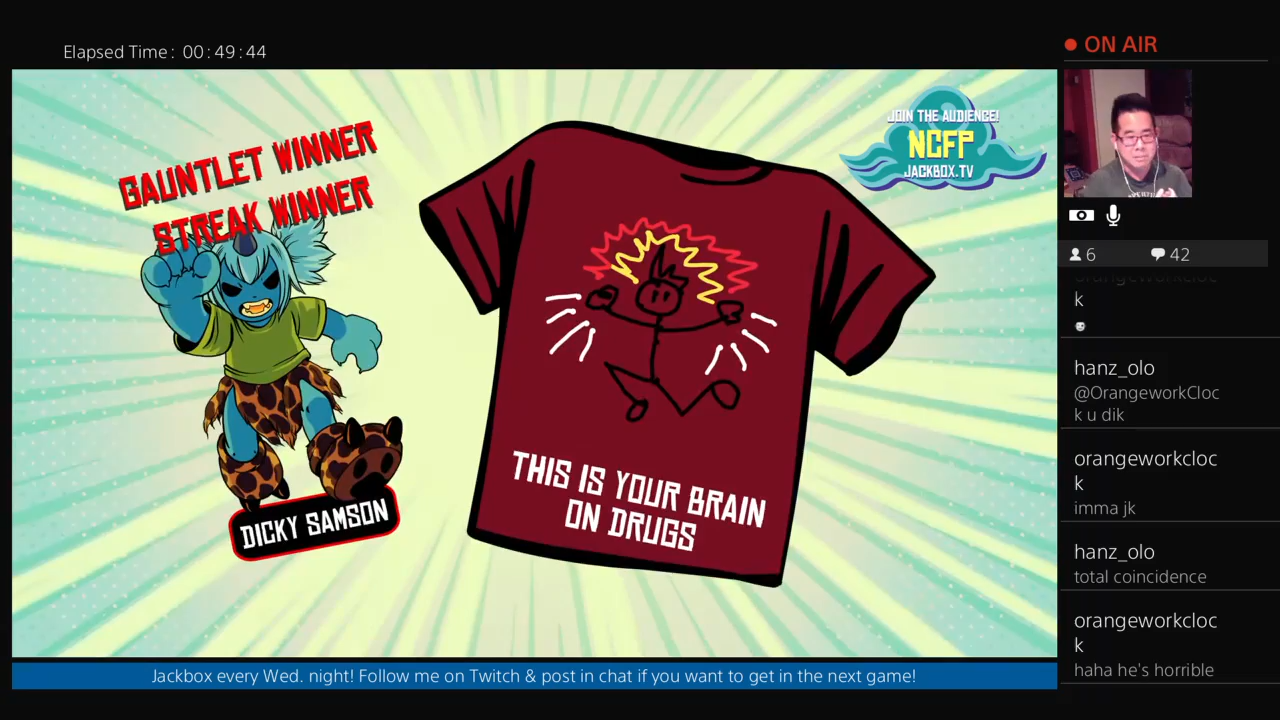 Elapsed Time: 00:49:44
ON AIR
GAUNTLET WINNER
STREAK WINNER
JOIN THE AUDIENCE!
NCFP
JACKBOX.TV
THIS IS YOUR BRAIN
ON DRUGS
DICKY SAMSON
6
42
orangeworkcloc
k
hanz_olo
@OrangeworkCloc
k u dik
orangeworkcloc
k
imma jk
hanz_olo
total coincidence
orangeworkcloc
k
haha he's horrible
Jackbox every Wed. night! Follow me on Twitch & post in chat if you want to get in the next game!